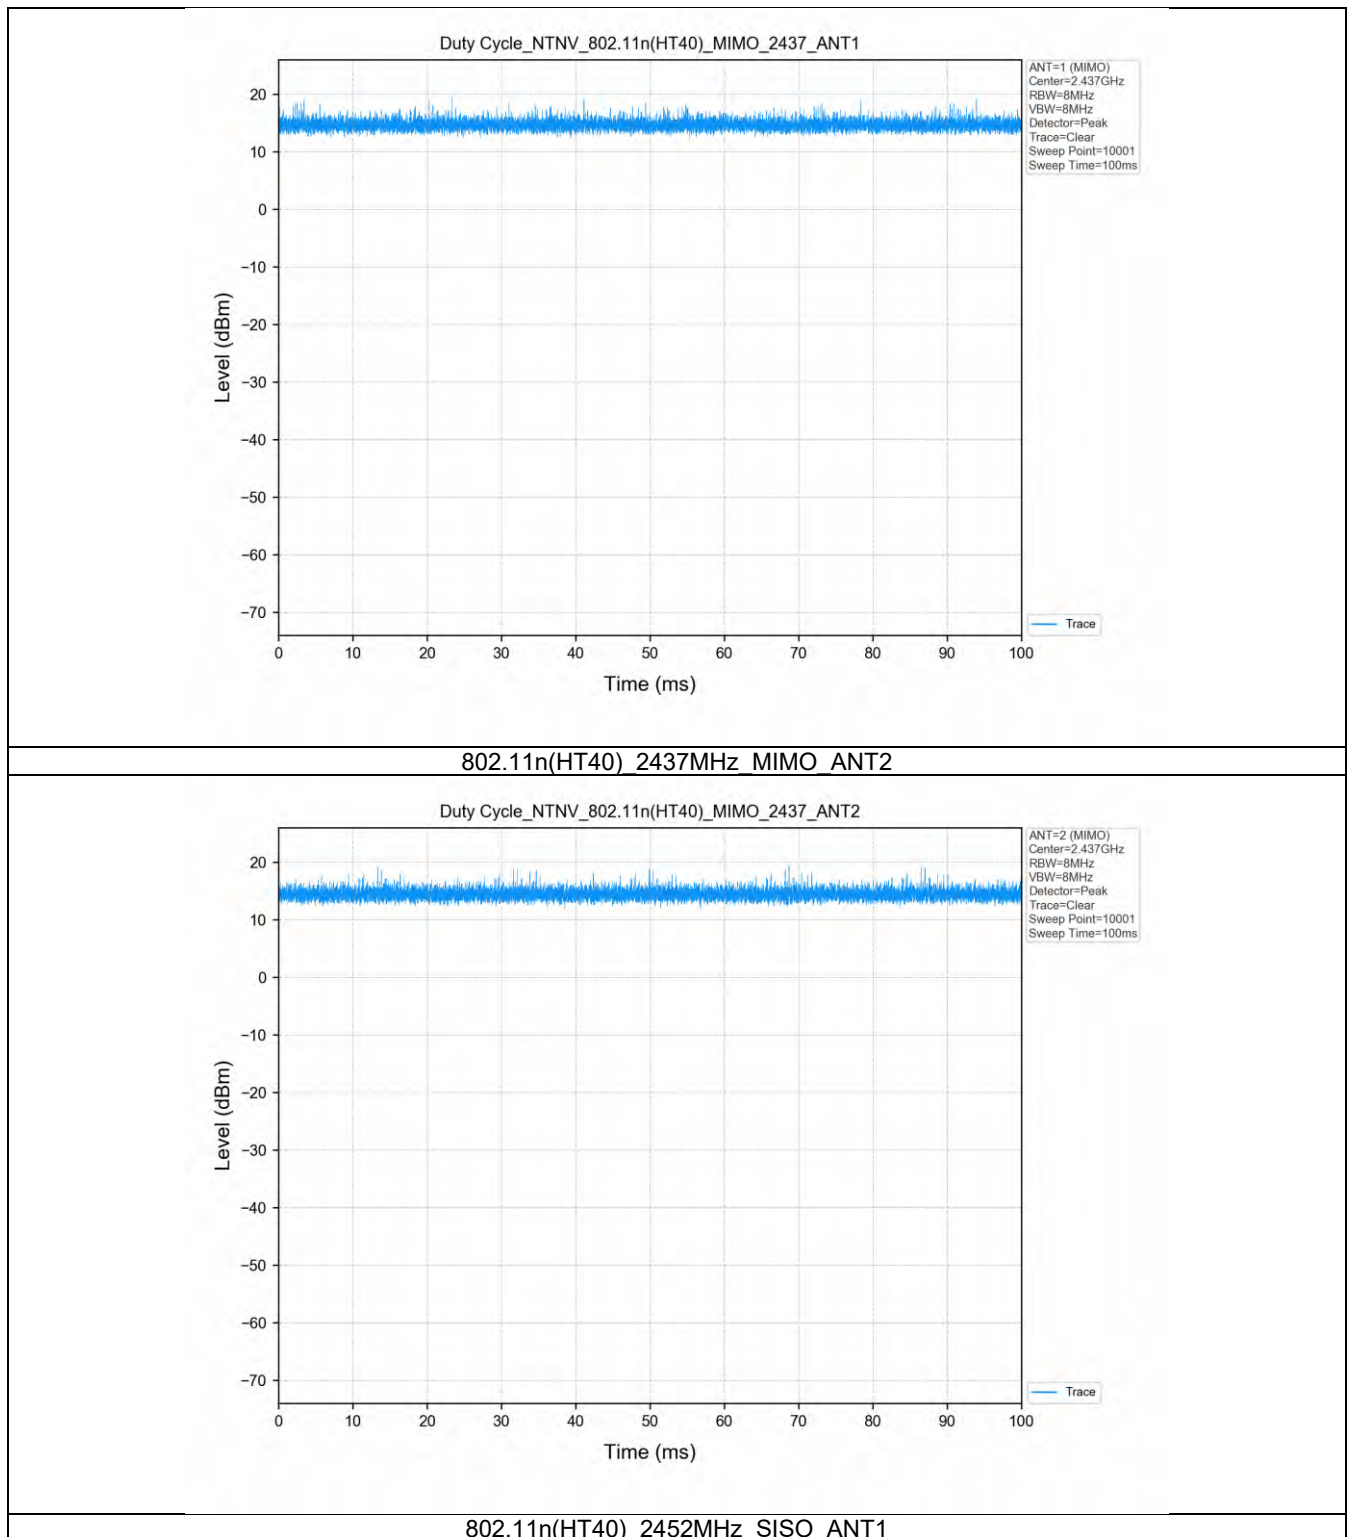 Duty Cycle_NTNV_802.11n(HT40)_MIMO_2437_ANT1
ANT=1 (MIMO)
Center=2.437GHz
RBW=8MHz
VBW=8MHz
Detector=Peak
Trace=Clear
Sweep Point=10001
Sweep Time=100ms
20
10
0
−10
−20
−30
−40
−50
−60
−70
Level (dBm)
Trace
0 10 20 30 40 50 60 70 80 90 100
Time (ms)
802.11n(HT40)_2437MHz_MIMO_ANT2
Duty Cycle_NTNV_802.11n(HT40)_MIMO_2437_ANT2
ANT=2 (MIMO)
Center=2.437GHz
RBW=8MHz
VBW=8MHz
Detector=Peak
Trace=Clear
Sweep Point=10001
Sweep Time=100ms
20
10
0
−10
−20
−30
−40
−50
−60
−70
Level (dBm)
Trace
0 10 20 30 40 50 60 70 80 90 100
Time (ms)
802.11n(HT40)_2452MHz_SISO_ANT1